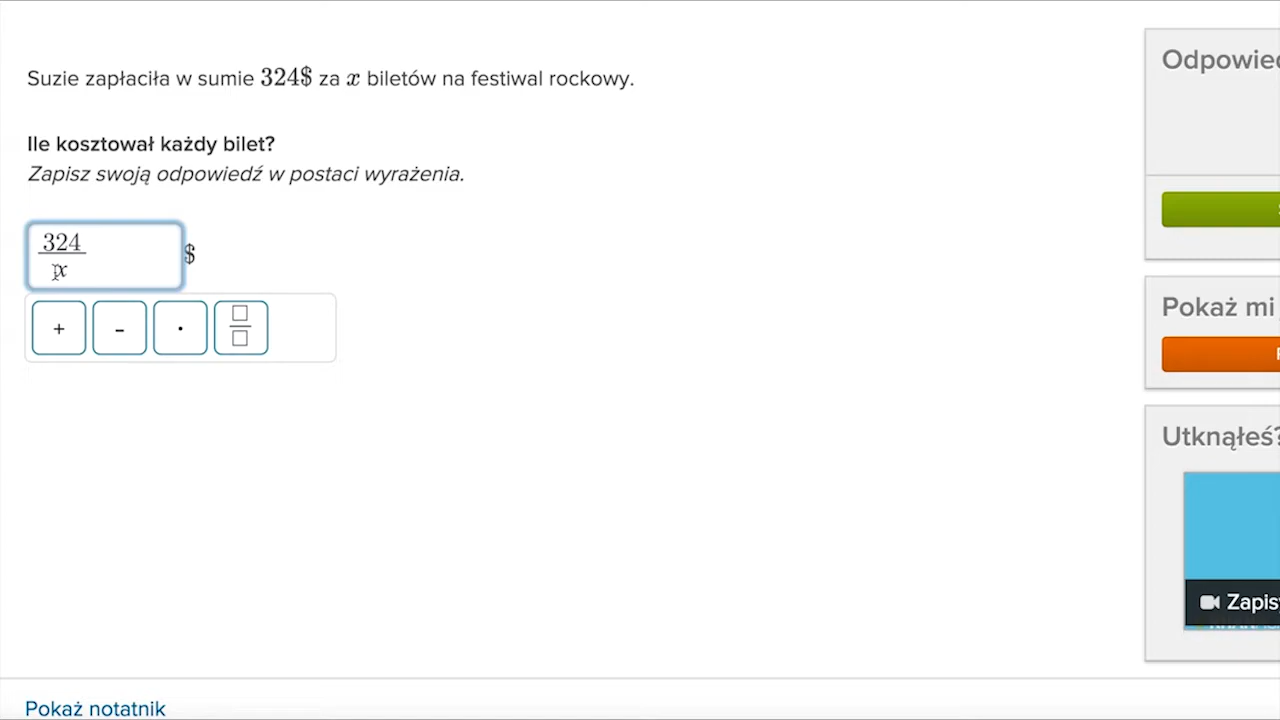 Suzie zapłaciła w sumie 324$ za x biletów na festiwal rockowy.
Ile kosztował każdy bilet?
Zapisz swoją odpowiedź w postaci wyrażenia.
324
x
$
+ - ·
Pokaż notatnik
Odpowied
Pokaż mi
Utknąłeś?
Zapisy